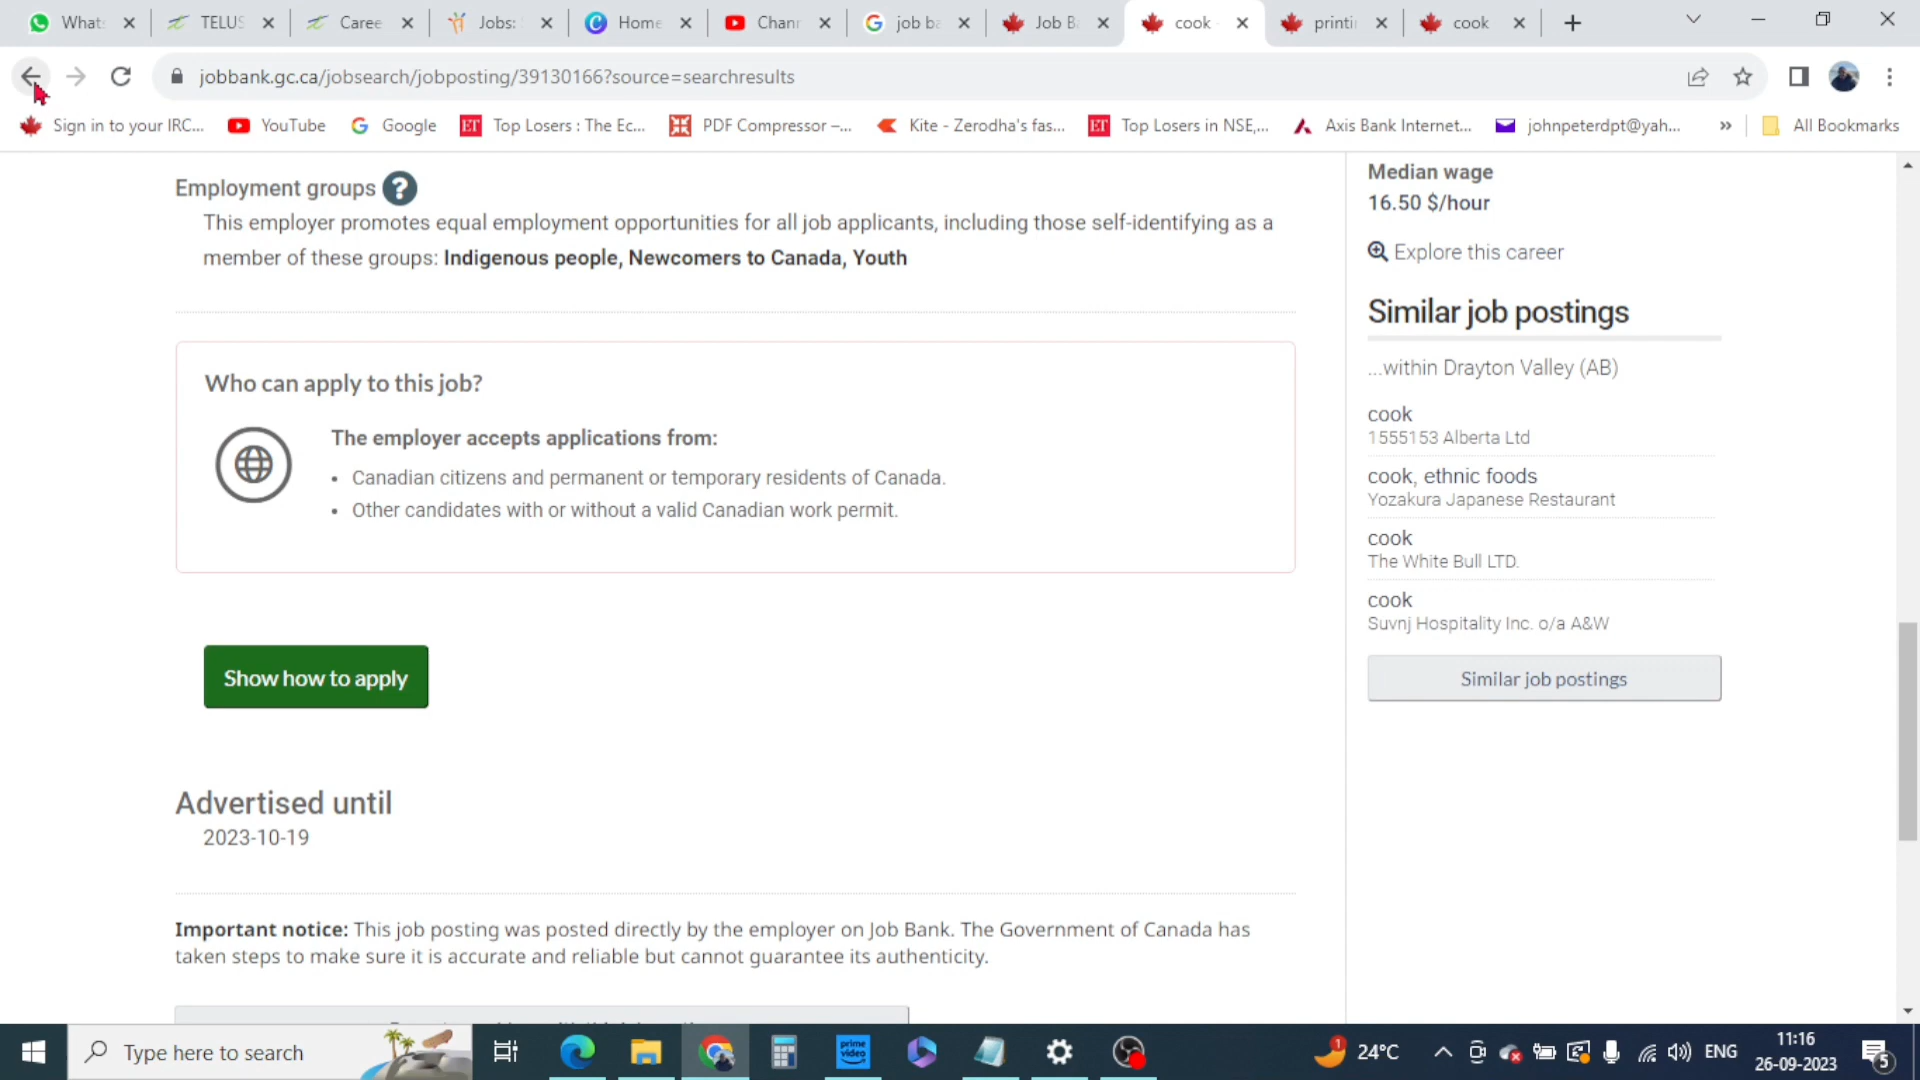 What:
TELUS
Caree
Jobs:
Home
Chann
job ba
Job Ba
cook
printi
cook
jobbank.gc.ca/jobsearch/jobposting/39130166?source=searchresults
Sign in to your IRC...
YouTube
Google
Top Losers : The Ec...
PDF Compressor –...
Kite - Zerodha's fas...
Top Losers in NSE,...
Axis Bank Internet...
johnpeterdpt@yah...
»
All Bookmarks
Employment groups ?
This employer promotes equal employment opportunities for all job applicants, including those self-identifying as a
member of these groups: Indigenous people, Newcomers to Canada, Youth
Who can apply to this job?
The employer accepts applications from:
• Canadian citizens and permanent or temporary residents of Canada.
• Other candidates with or without a valid Canadian work permit.
Show how to apply
Advertised until
2023-10-19
Important notice: This job posting was posted directly by the employer on Job Bank. The Government of Canada has
taken steps to make sure it is accurate and reliable but cannot guarantee its authenticity.
Median wage
16.50 $/hour
Explore this career
Similar job postings
...within Drayton Valley (AB)
cook
1555153 Alberta Ltd
cook, ethnic foods
Yozakura Japanese Restaurant
cook
The White Bull LTD.
cook
Suvnj Hospitality Inc. o/a A&W
Similar job postings
Type here to search
prime video
1
24°C
ENG
11:16
26-09-2023
5